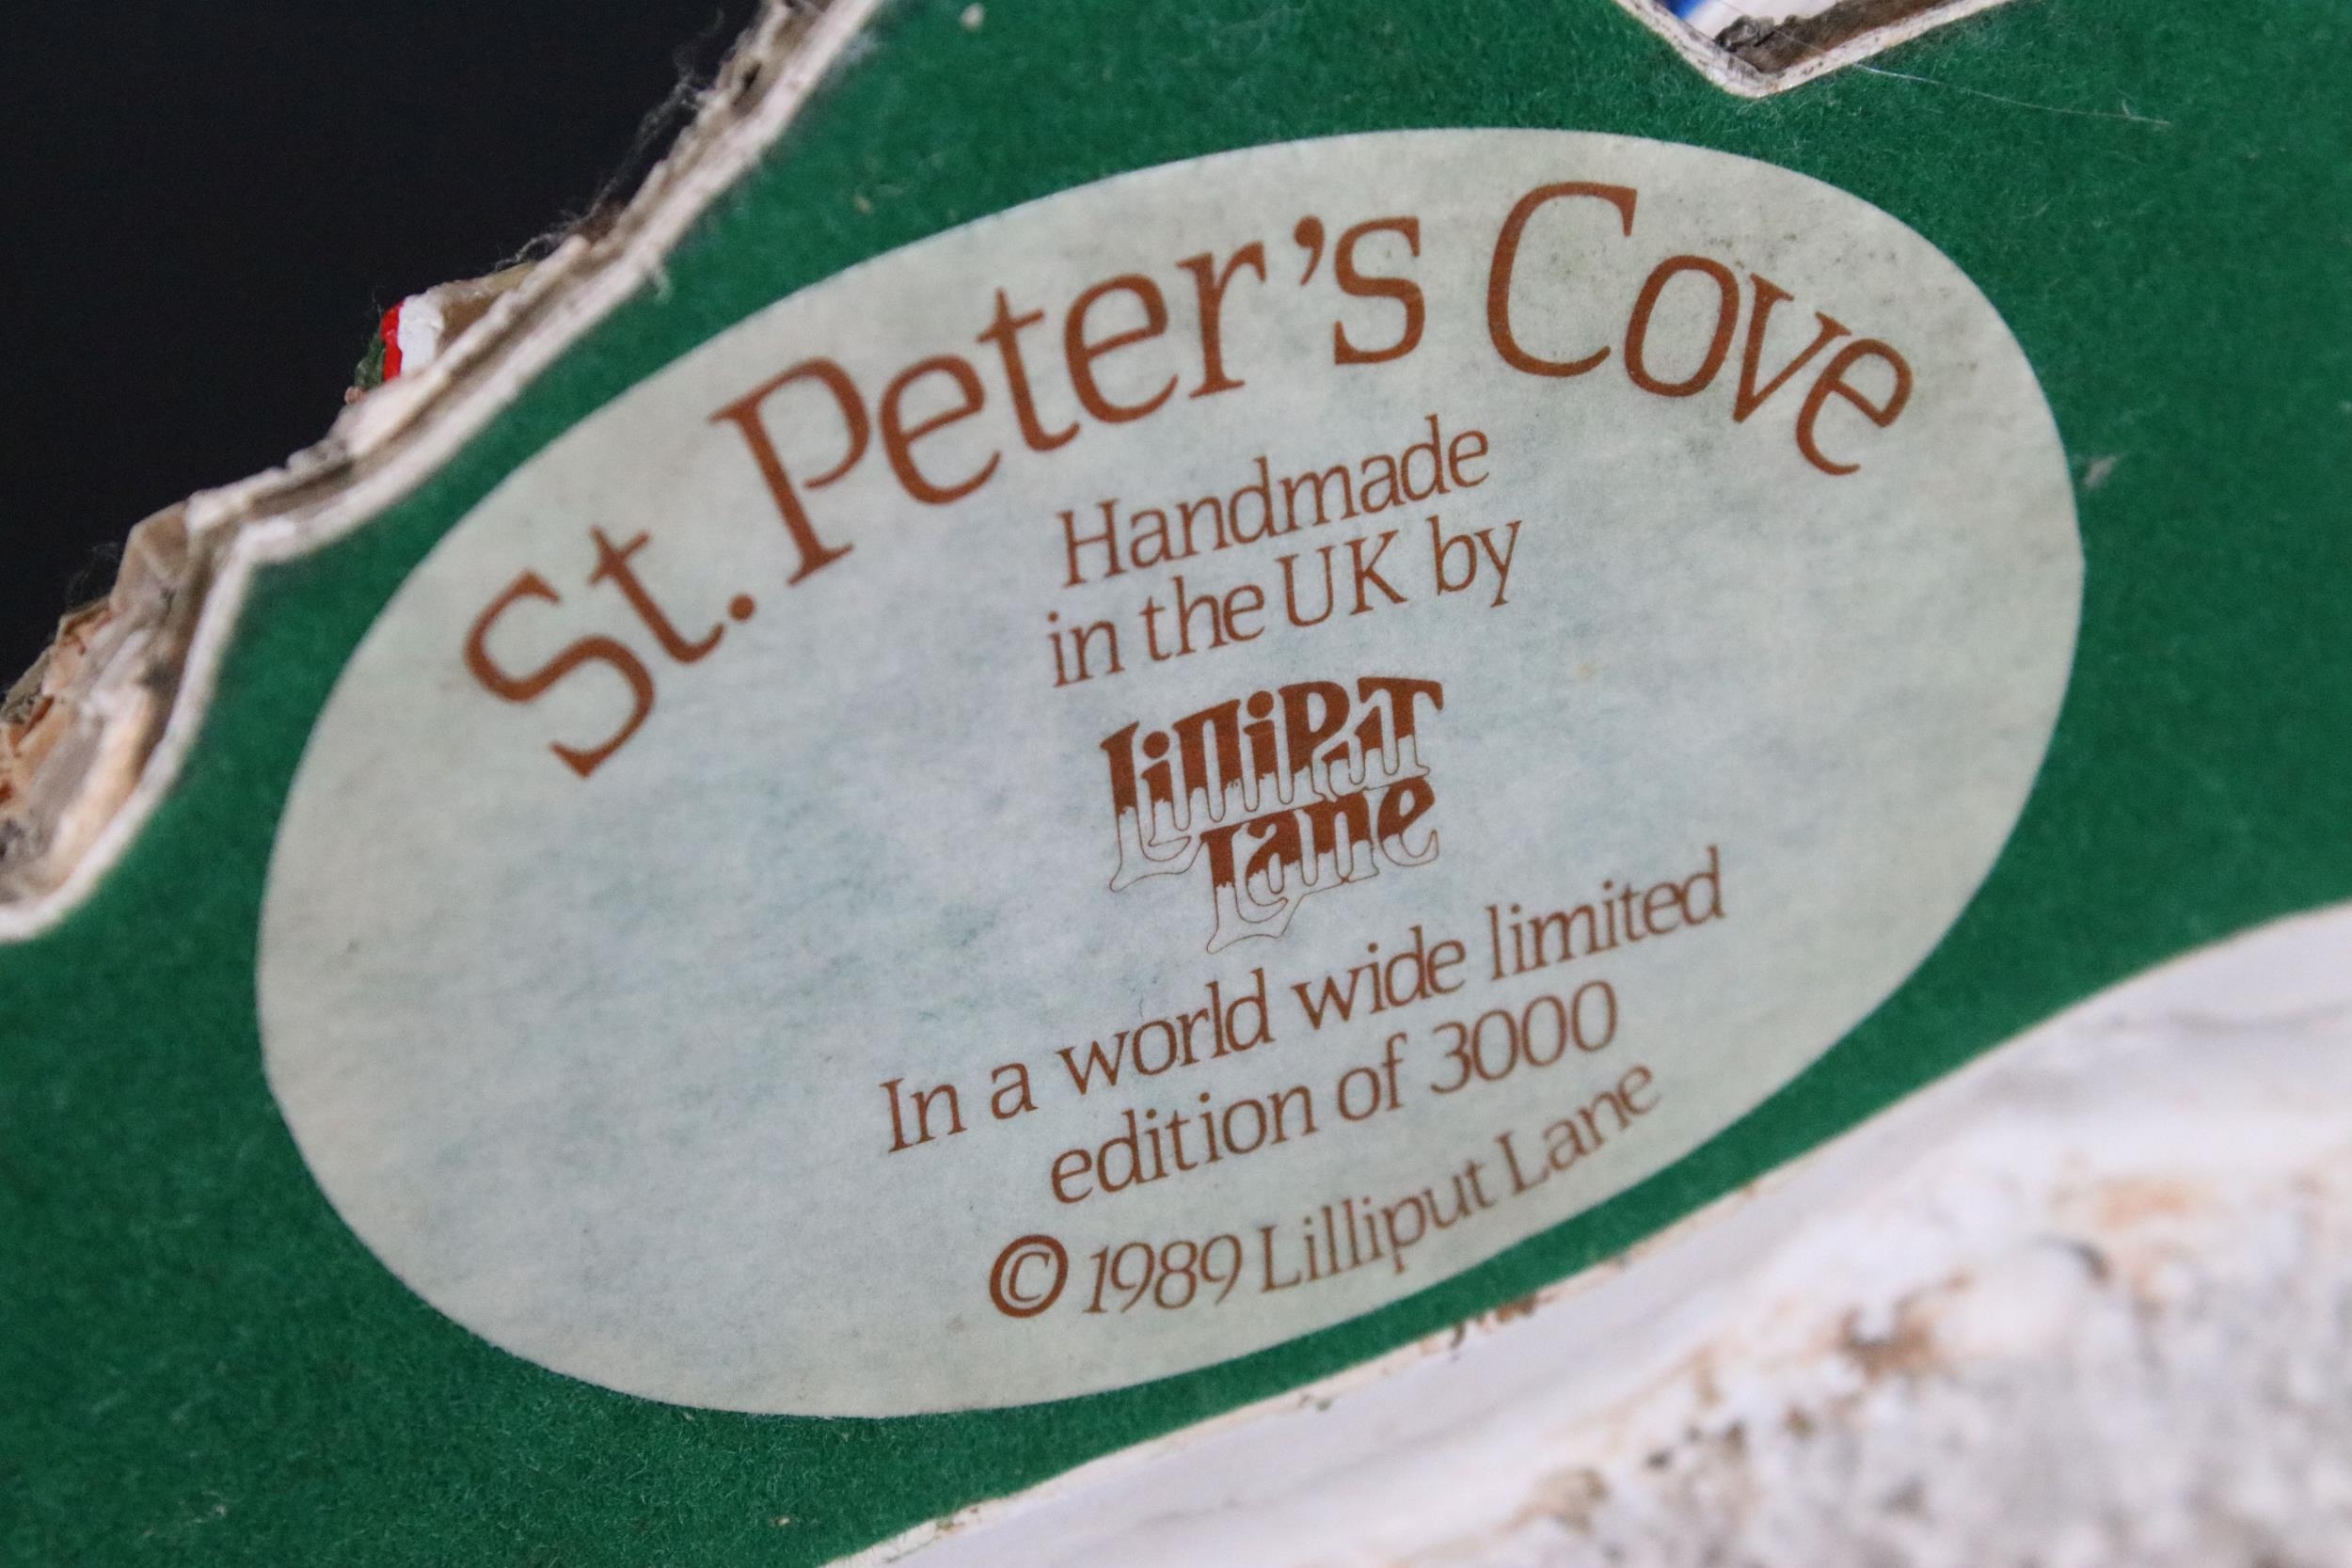 St. Peter's Cove
Handmade
in the UK by
Lilliput
Lane
In a world wide limited
edition of 3000
© 1989 Lilliput Lane